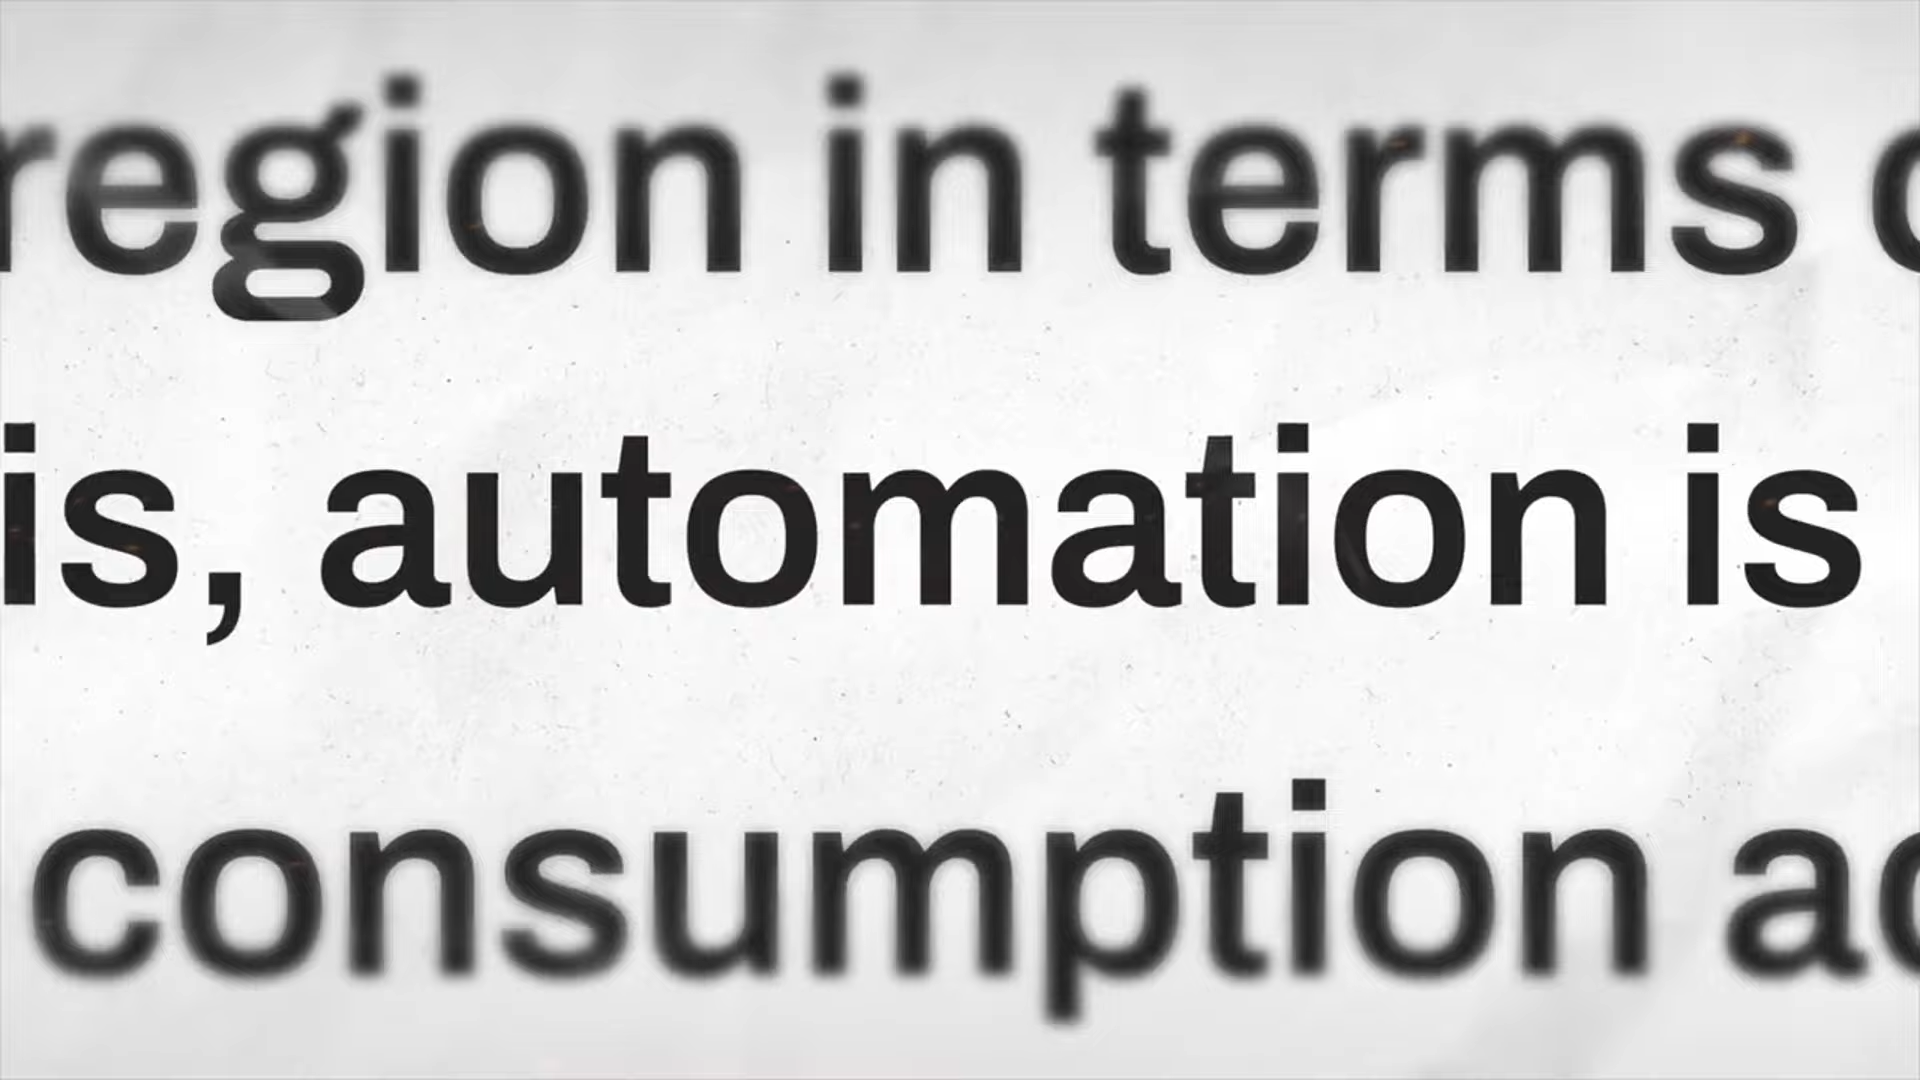 region in terms
is, automation is
consumption